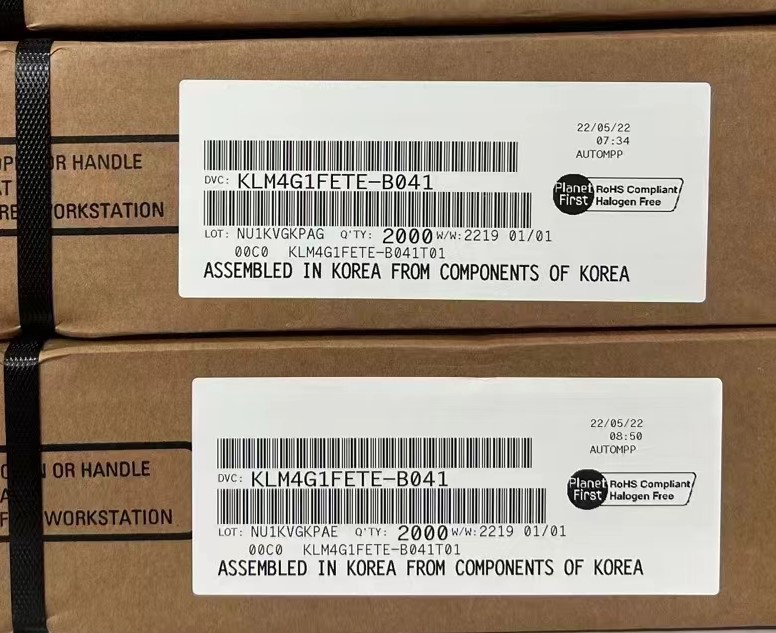 OR HANDLE
WORKSTATION
22/05/22
07:34
AUTOMPP
DVC: KLM4G1FETE-B041
Planet First RoHS Compliant
Halogen Free
LOT: NU1KVGKPAG Q'TY: 2000 W/W:2219 01/01
00C0 KLM4G1FETE-B041T01
ASSEMBLED IN KOREA FROM COMPONENTS OF KOREA
OR HANDLE
WORKSTATION
22/05/22
08:50
AUTOMPP
DVC: KLM4G1FETE-B041
Planet First RoHS Compliant
Halogen Free
LOT: NU1KVGKPAE Q'TY: 2000 W/W:2219 01/01
00C0 KLM4G1FETE-B041T01
ASSEMBLED IN KOREA FROM COMPONENTS OF KOREA